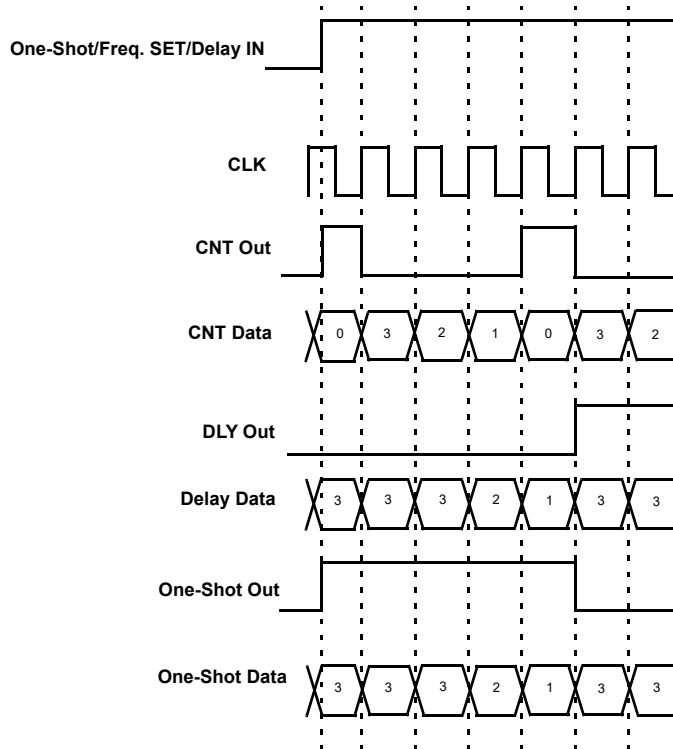 One-Shot/Freq. SET/Delay IN
CLK
CNT Out
CNT Data 0 3 2 1 0 3 2
DLY Out
Delay Data 3 3 3 2 1 3 3
One-Shot Out
One-Shot Data 3 3 3 2 1 3 3